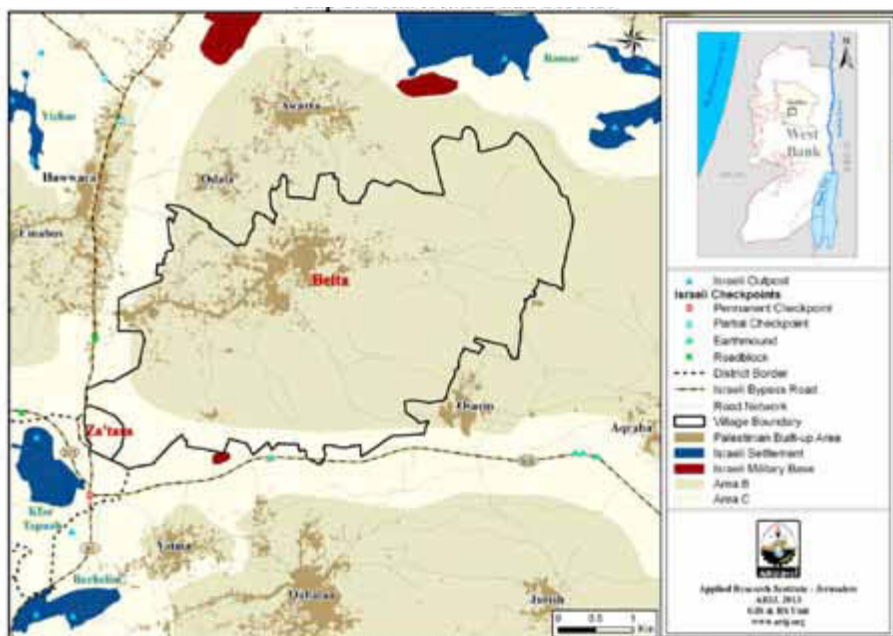 Itamar
Awarta
Yizhar
Huwwara
Odala
Einabus
Beita
Osarin
Za'tara
Aqraba
Kfar
Tapuah
Yatma
Rechelim
Qabalan
Jurish
0 0.5 1
Km
N
West
Bank
Israeli Outpost
Israeli Checkpoints
Permanent Checkpoint
Partial Checkpoint
Earthmound
Roadblock
District Border
Israeli Bypass Road
Road Network
Village Boundary
Palestinian Built-up Area
Israeli Settlement
Israeli Military Base
Area B
Area C
Applied Research Institute - Jerusalem
ARIJ, 2013
GIS & RS Unit
www.arij.org